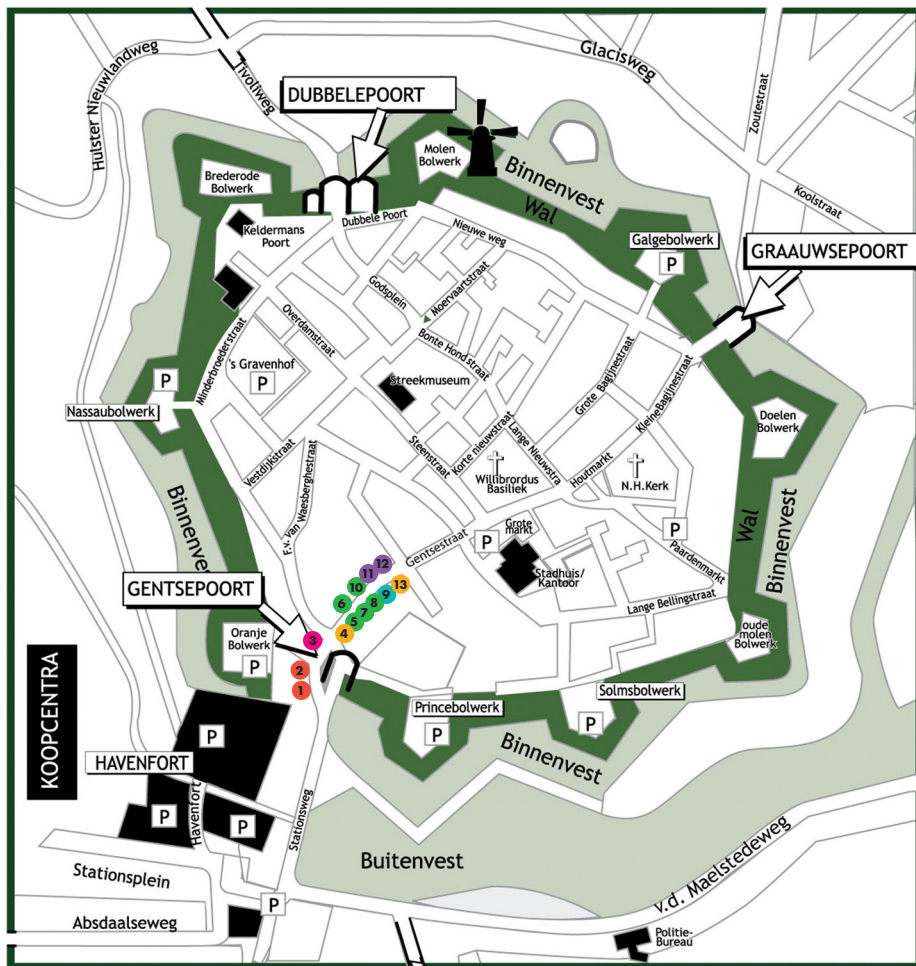 Glacisweg
Hulster Nieuwlandweg
Tivoliweg
Zoutestraat
DUBBELEPOORT
Molen
Bolwerk
Binnenvest
Brederode
Bolwerk
Wal
Koolstraat
Dubbele Poort
Keldermans
Poort
Nieuwe weg
Galgebolwerk
P
GRAAUWSEPOORT
Godsplein
Moervaartstraat
Overdamstraat
Bonte Hondstraat
Minderbroederstraat
's Gravenhof
P
P
Streekmuseum
Grote Bagijnestraat
KleineBagijnestraat
Nassaubolwerk
Doelen
Bolwerk
Vestdijkstraat
F.v. van Waesberghestraat
Steenstraat
Korte nieuwstraat
Lange Nieuwstra
Houtmarkt
Willibrordus
Basiliek
N.H.Kerk
Binnenvest
Wal
Binnenvest
Gentsestraat
P
Grote
markt
P
Paardenmarkt
Stadhuis/
Kantoor
Lange Bellingstraat
GENTSEPOORT
12
11
10
13
9
8
6
7
5
4
3
2
1
Oranje
Bolwerk
P
oude
molen
Bolwerk
Princebolwerk
P
Solmsbolwerk
P
Binnenvest
KOOPCENTRA
HAVENFORT
P
P
P
Havenfort
Stationsweg
Buitenvest
Stationsplein
P
Absdaalseweg
v.d. Maelstedeweg
Politie-
Bureau